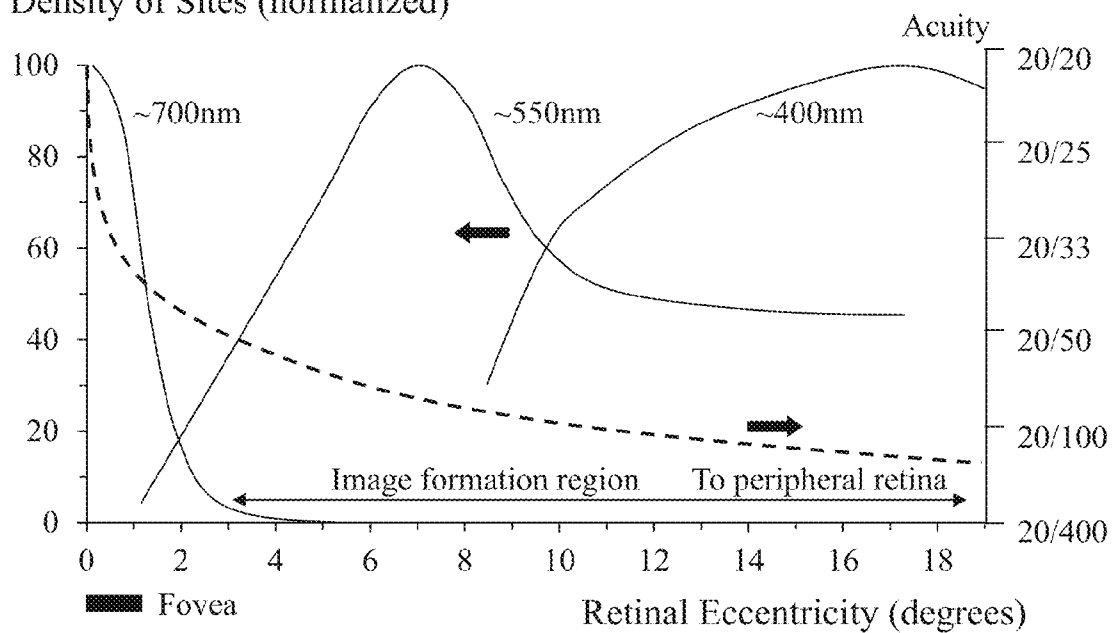 Density of Sites (normalized)
Acuity
100
80
60
40
20
0
~700nm
~550nm
~400nm
20/20
20/25
20/33
20/50
20/100
20/400
Image formation region
To peripheral retina
0 2 4 6 8 10 12 14 16 18
Fovea
Retinal Eccentricity (degrees)